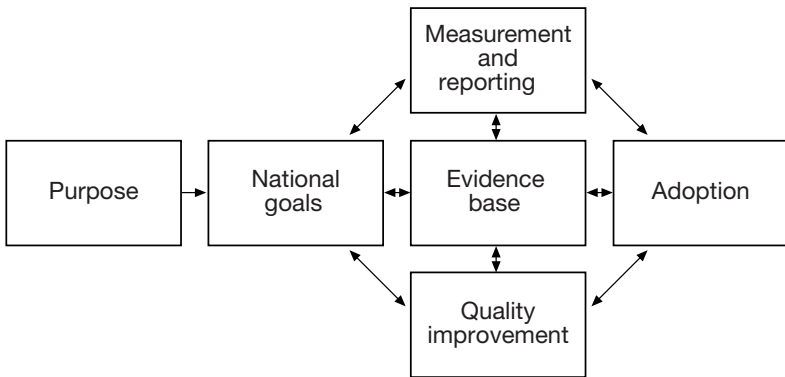 Measurement
and
reporting
Purpose
National
goals
Evidence
base
Adoption
Quality
improvement